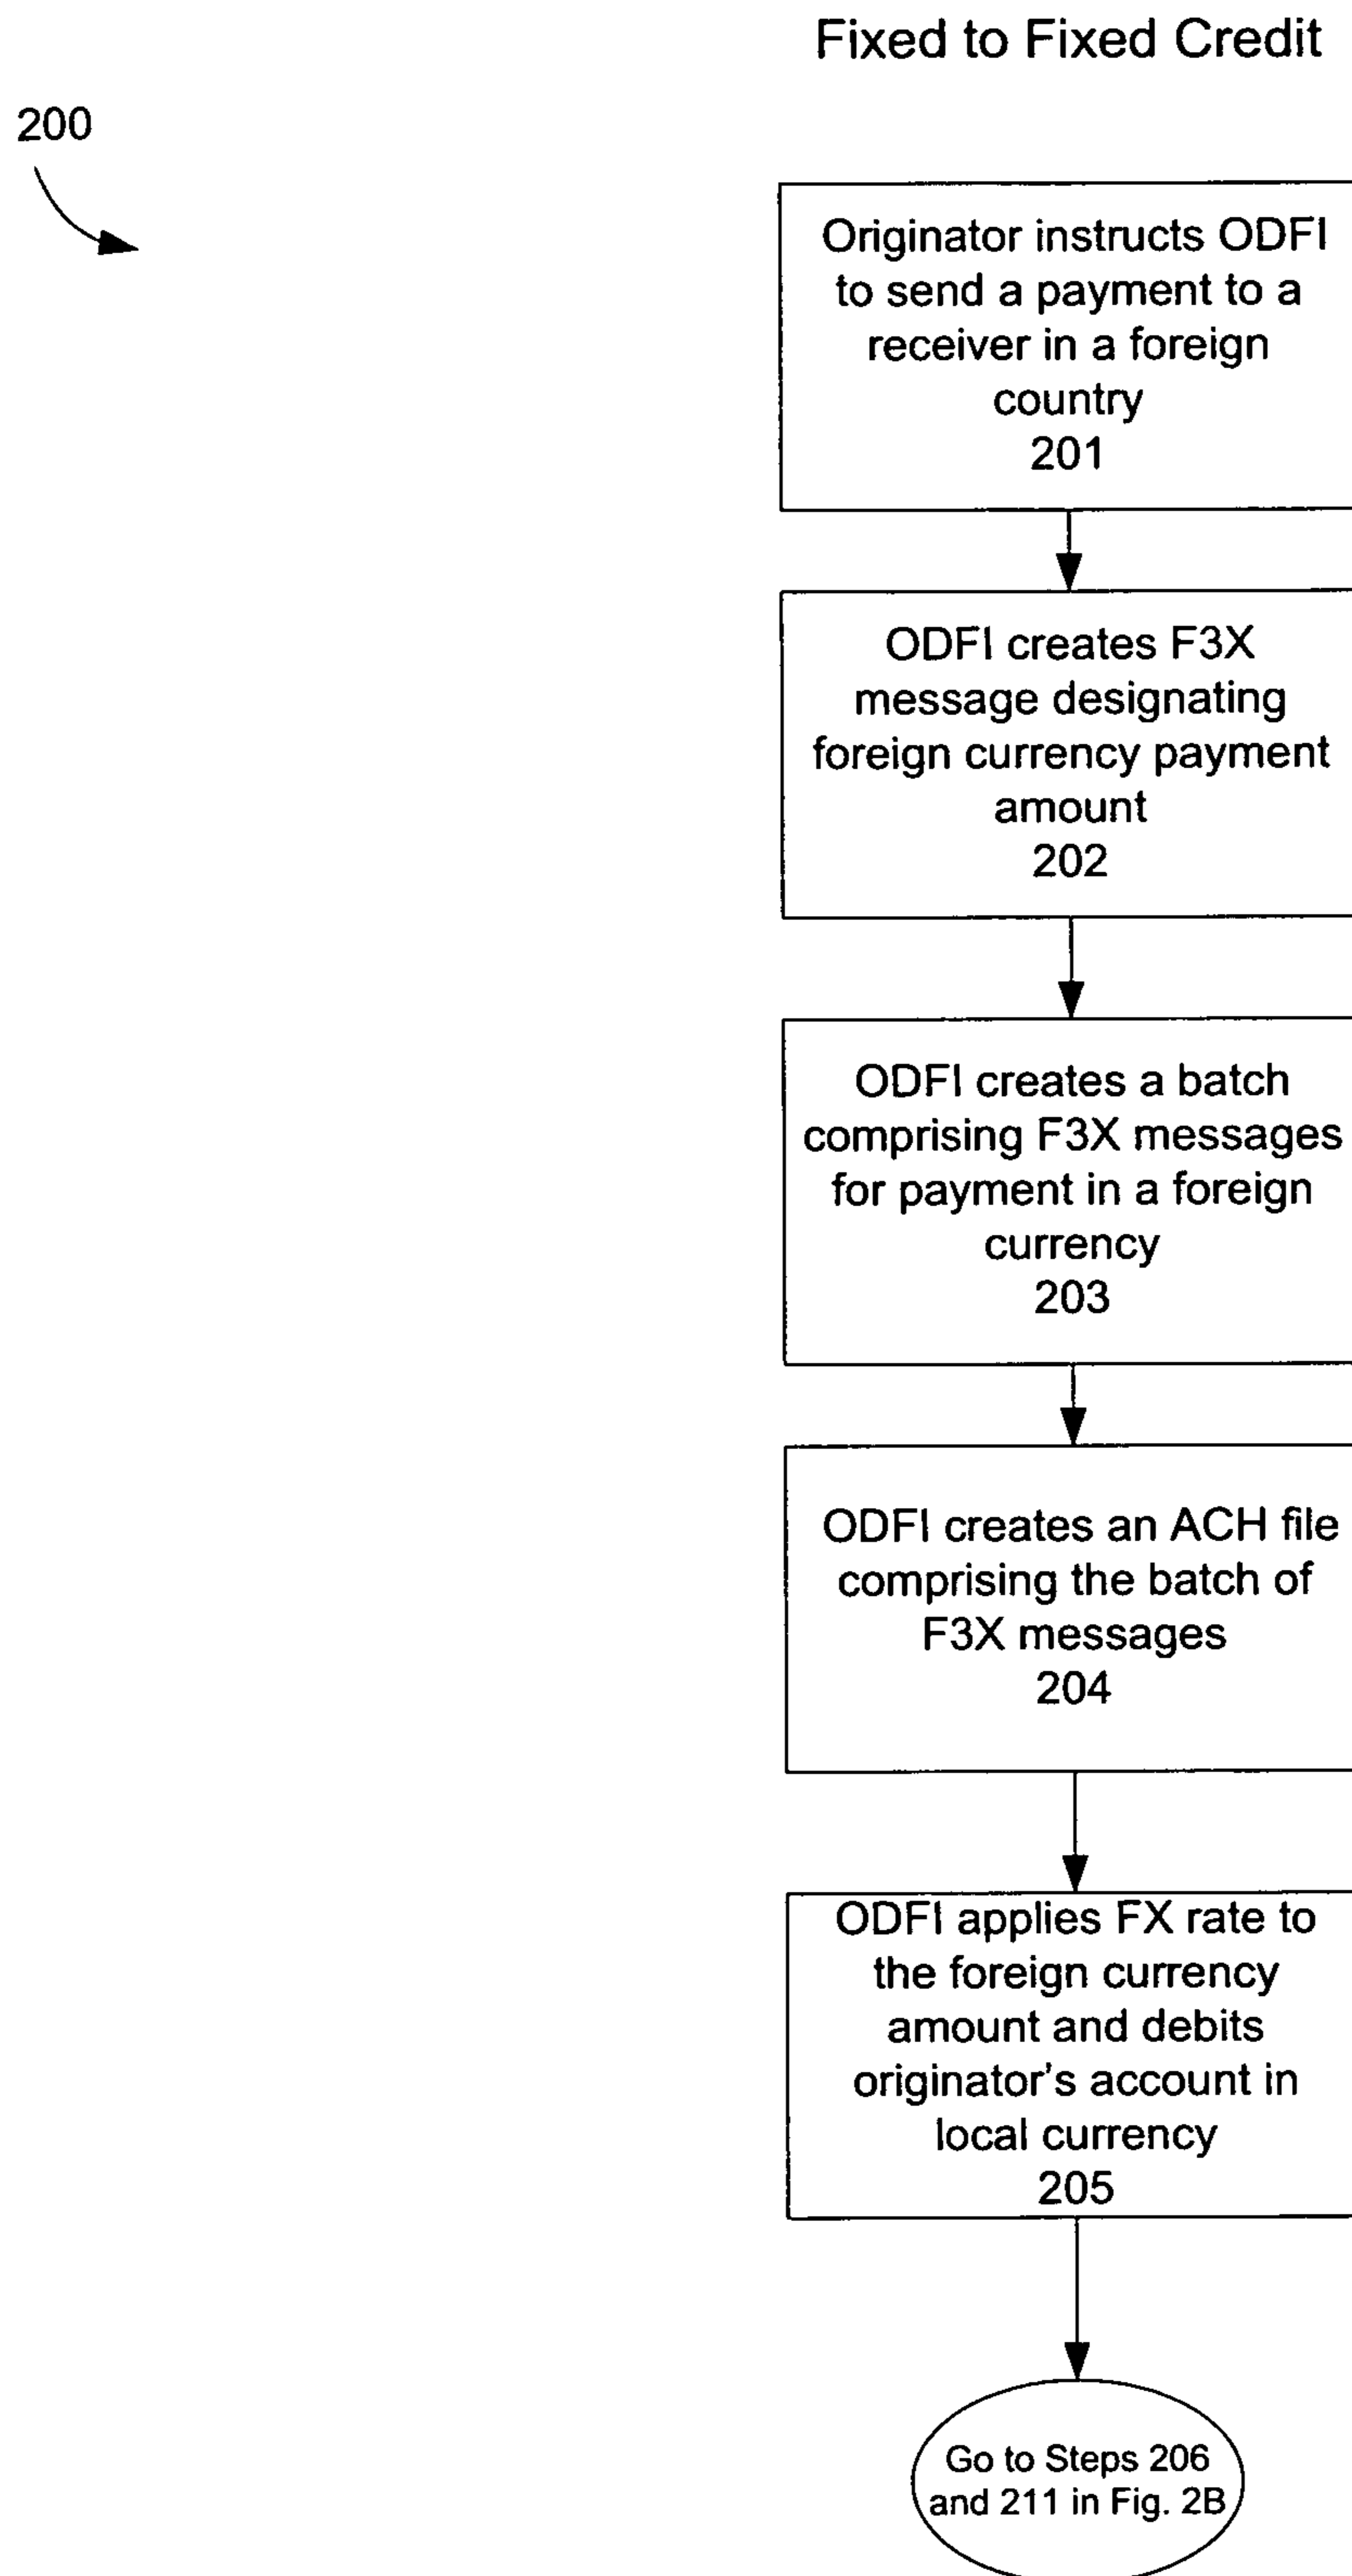 Fixed to Fixed Credit
200
Originator instructs ODFI
to send a payment to a
receiver in a foreign
country
201
ODFI creates F3X
message designating
foreign currency payment
amount
202
ODFI creates a batch
comprising F3X messages
for payment in a foreign
currency
203
ODFI creates an ACH file
comprising the batch of
F3X messages
204
ODFI applies FX rate to
the foreign currency
amount and debits
originator's account in
local currency
205
Go to Steps 206
and 211 in Fig. 2B